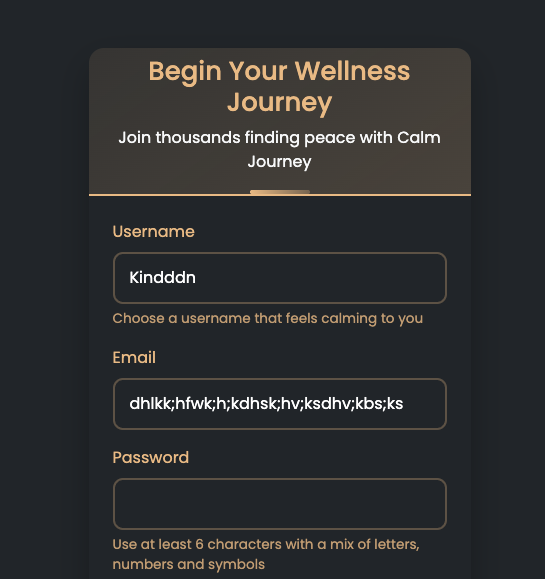 Begin Your Wellness
Journey
Join thousands finding peace with Calm
Journey
Username
Kindddn
Choose a username that feels calming to you
Email
dhlkk;hfwk;h;kdhsk;hv;ksdhv;kbs;ks
Password
Use at least 6 characters with a mix of letters,
numbers and symbols